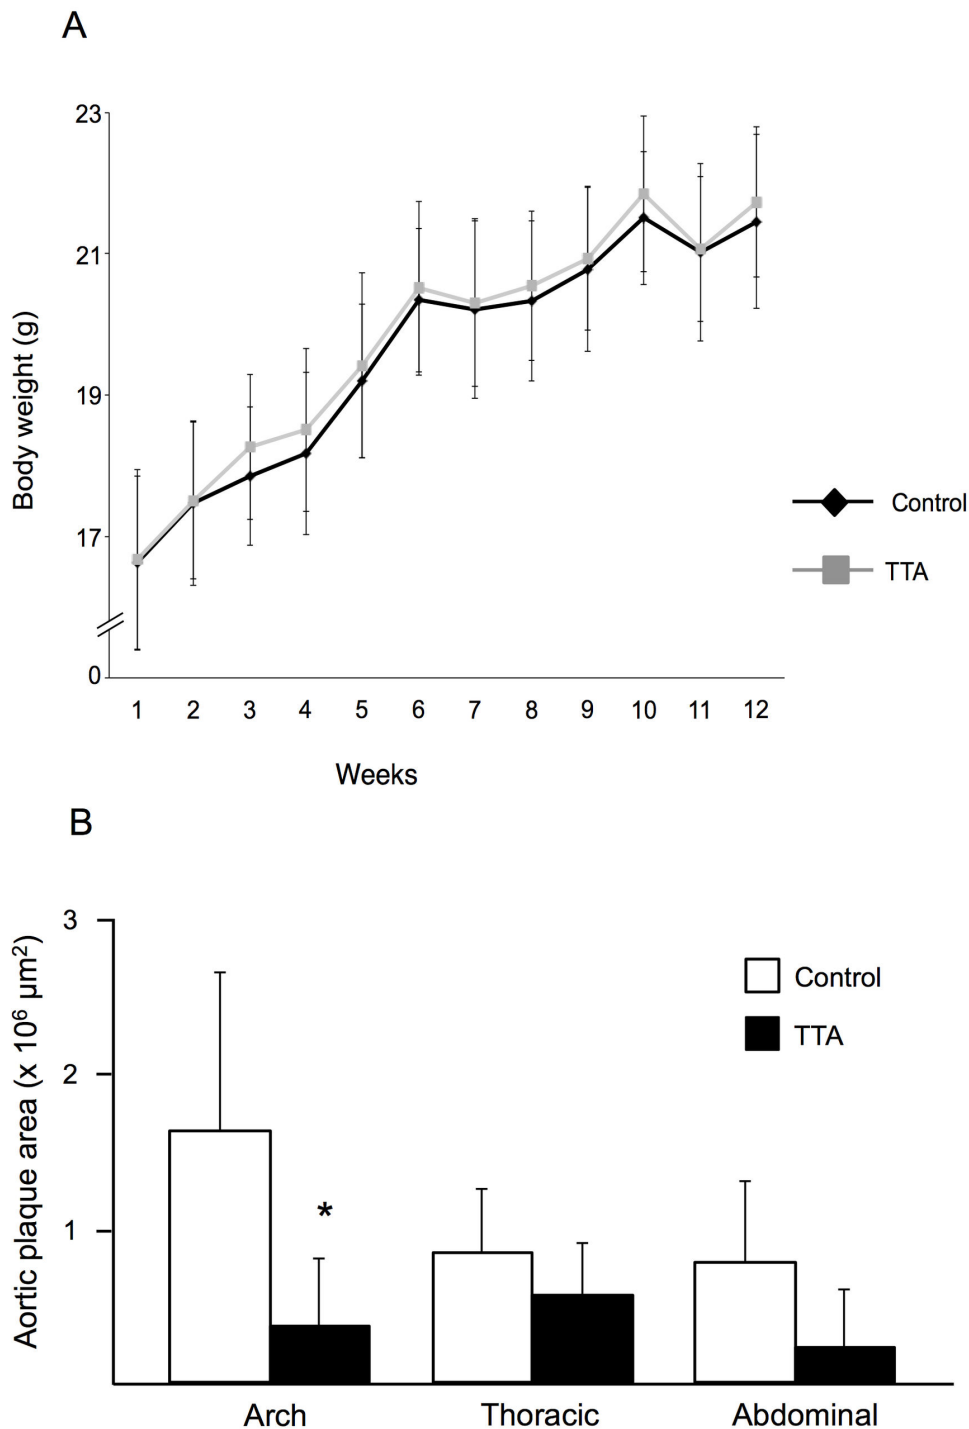 A
23
21
19
17
0
Body weight (g)
1 2 3 4 5 6 7 8 9 10 11 12
Weeks
Control
TTA
B
3
2
1
Aortic plaque area (x 10⁶ µm²)
Control
TTA
*
Arch Thoracic Abdominal